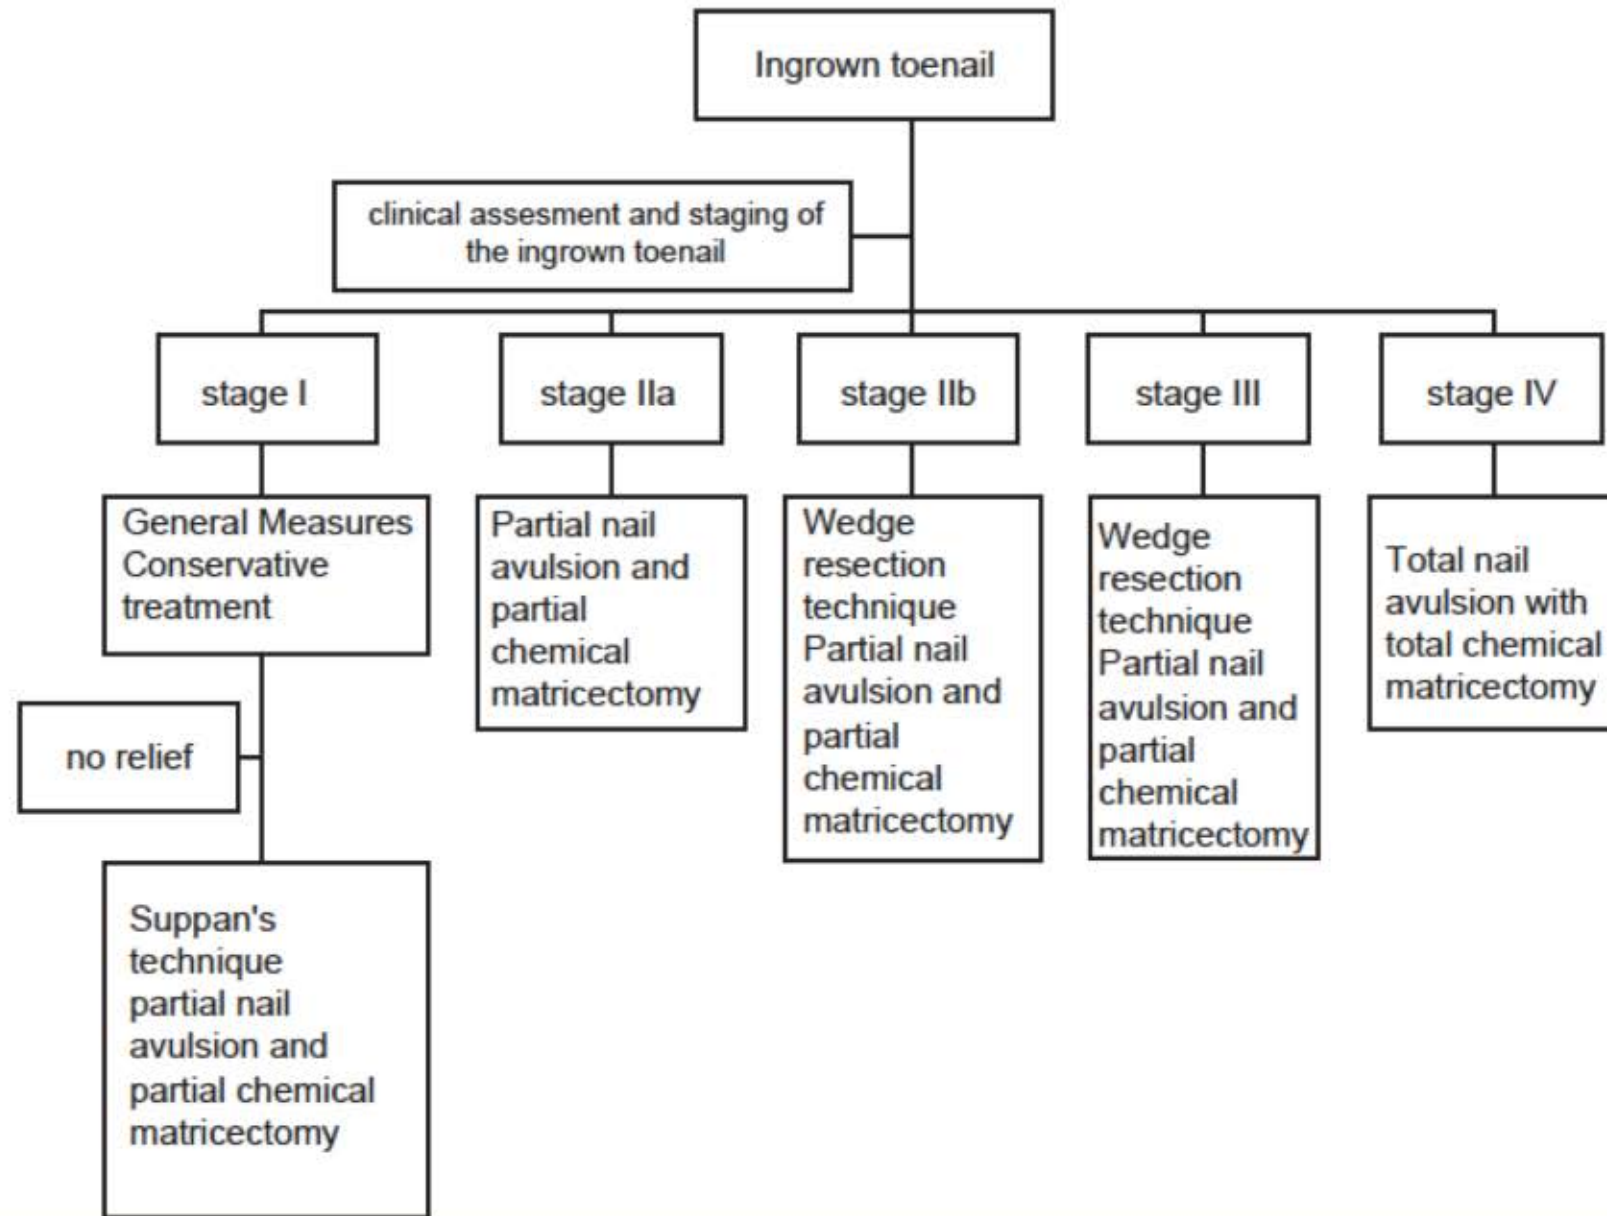 Ingrown toenail
clinical assesment and staging of
the ingrown toenail
stage I
stage IIa
stage IIb
stage III
stage IV
General Measures
Conservative
treatment
Partial nail
avulsion and
partial
chemical
matricectomy
Wedge
resection
technique
Partial nail
avulsion and
partial
chemical
matricectomy
Wedge
resection
technique
Partial nail
avulsion and
partial
chemical
matricectomy
Total nail
avulsion with
total chemical
matricectomy
no relief
Suppan's
technique
partial nail
avulsion and
partial chemical
matricectomy